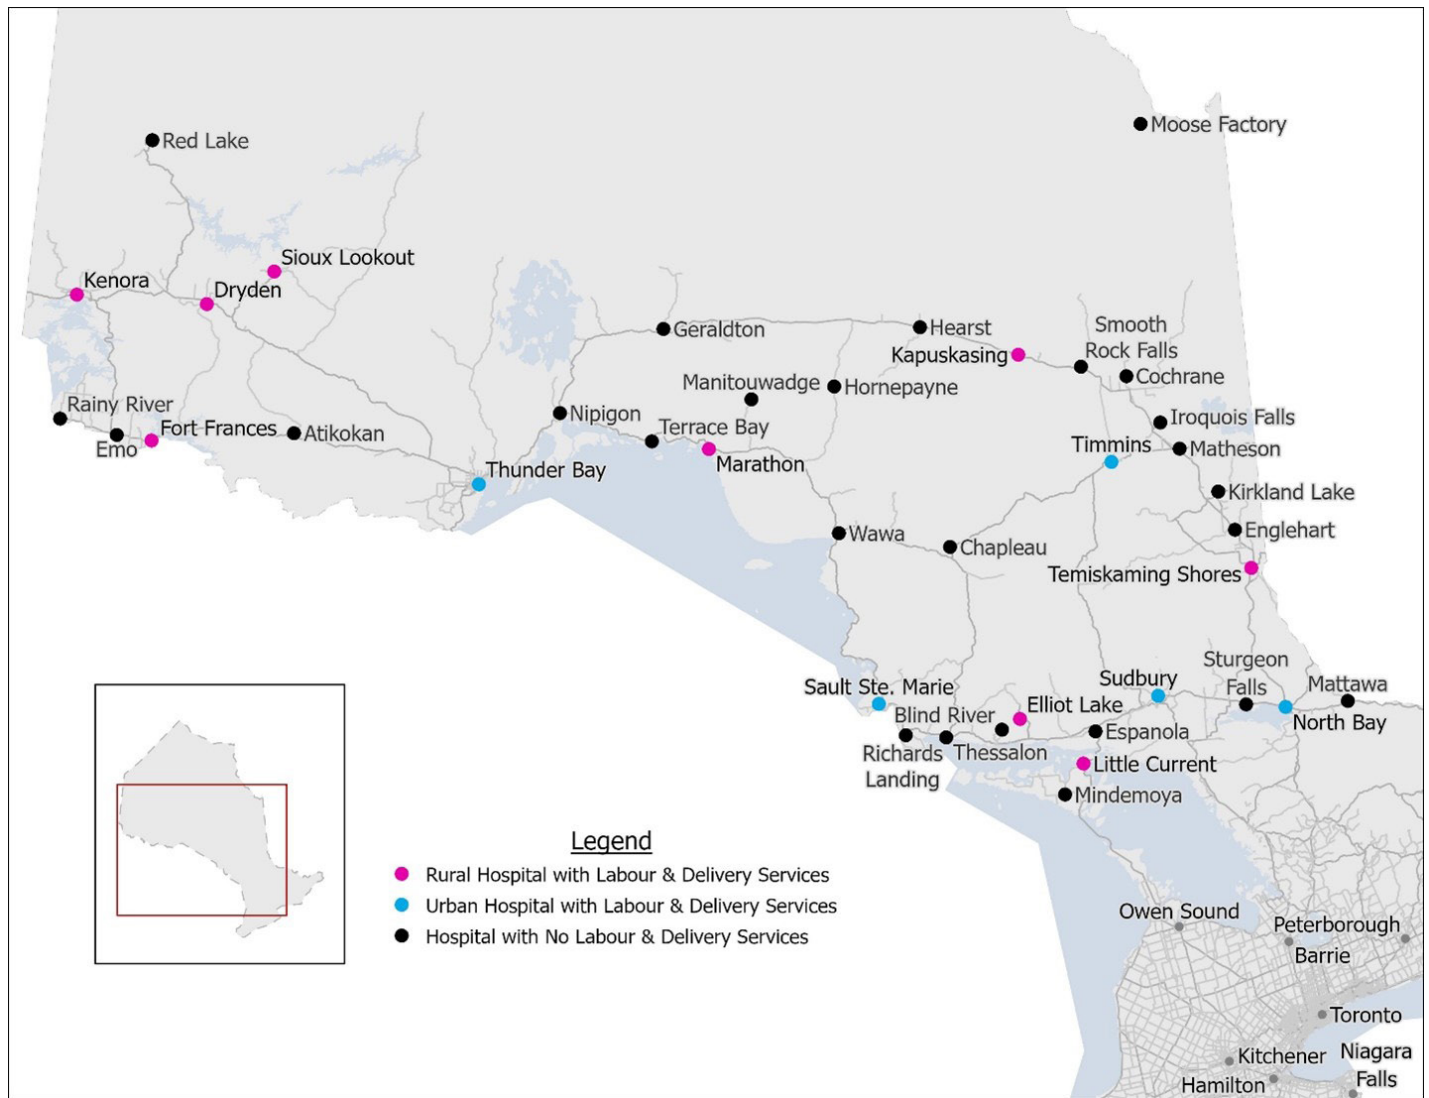 Moose Factory
Red Lake
Sioux Lookout
Kenora
Dryden
Smooth
Rock Falls
Geraldton
Hearst
Kapuskasing
Cochrane
Manitouwadge
Hornepayne
Rainy River
Nipigon
Iroquois Falls
Fort Frances
Atikokan
Terrace Bay
Emo
Timmins
Matheson
Thunder Bay
Marathon
Kirkland Lake
Wawa
Englehart
Chapleau
Temiskaming Shores
Sturgeon
Falls
Sudbury
Mattawa
Sault Ste. Marie
Elliot Lake
Blind River
North Bay
Espanola
Richards
Landing
Thessalon
Little Current
Mindemoya
Legend
Rural Hospital with Labour & Delivery Services
Urban Hospital with Labour & Delivery Services
Hospital with No Labour & Delivery Services
Owen Sound
Peterborough
Barrie
Toronto
Kitchener
Niagara
Falls
Hamilton